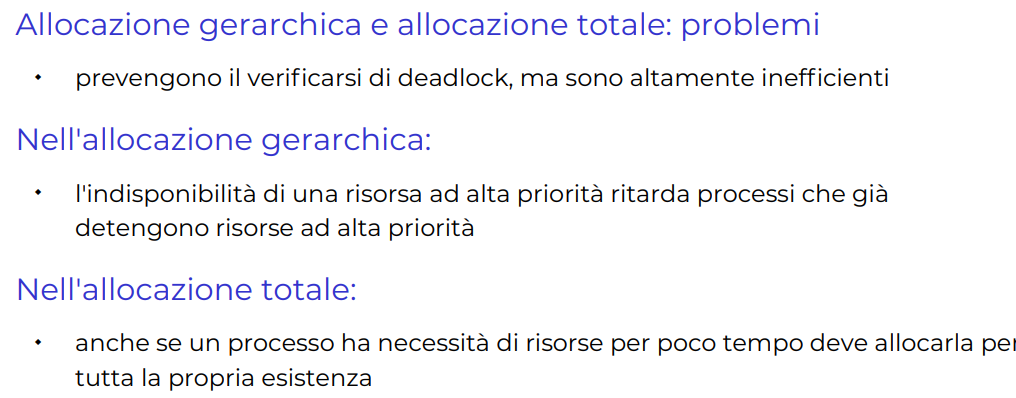 Allocazione gerarchica e allocazione totale: problemi
• prevengono il verificarsi di deadlock, ma sono altamente inefficienti
Nell'allocazione gerarchica:
• l'indisponibilità di una risorsa ad alta priorità ritarda processi che già
detengono risorse ad alta priorità
Nell'allocazione totale:
• anche se un processo ha necessità di risorse per poco tempo deve allocarla per
tutta la propria esistenza